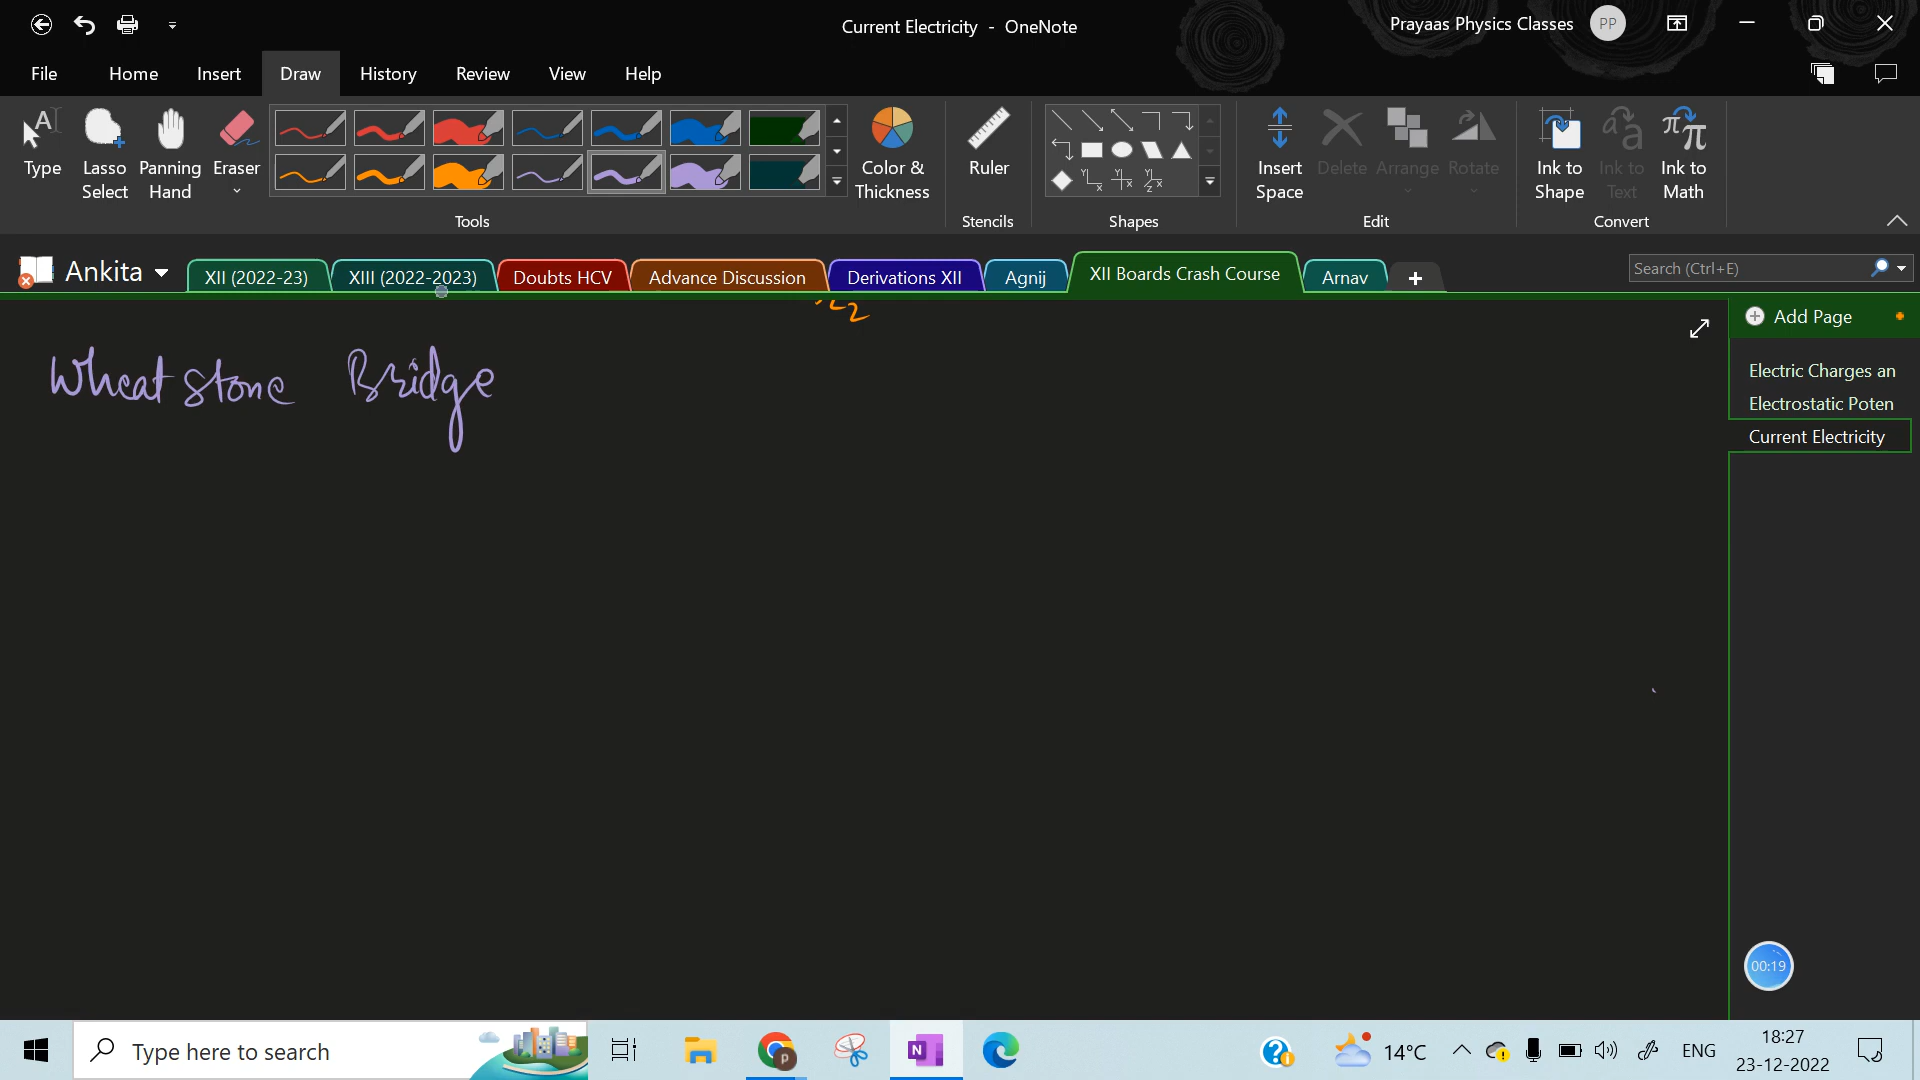 Current Electricity - OneNote
Prayaas Physics Classes PP
File Home Insert Draw History Review View Help
Type
Lasso Select
Panning Hand
Eraser
Color & Thickness
Ruler
Insert Space
Delete
Arrange
Rotate
Ink to Shape
Ink to Text
Ink to Math
Tools Stencils Shapes Edit Convert
Ankita XII (2022-23) XIII (2022-2023) Doubts HCV Advance Discussion Derivations XII Agnij XII Boards Crash Course Arnav + Search (Ctrl+E)
Add Page
Electric Charges an
Electrostatic Poten
Current Electricity
Wheat stone Bridge
00:19
Type here to search
14°C ENG 18:27
23-12-2022